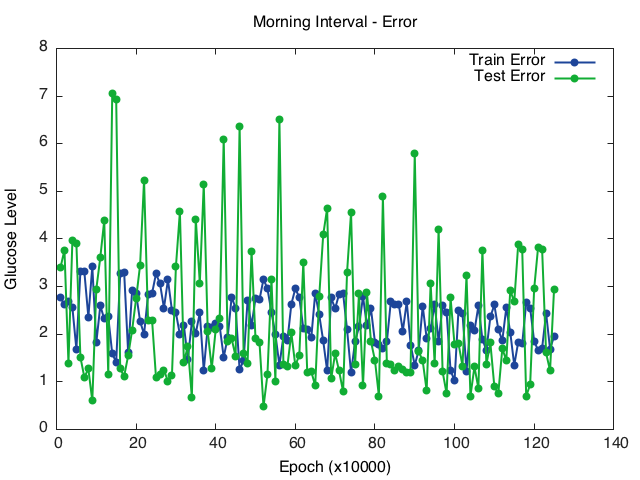 Morning Interval - Error
8
7
6
5
4
3
2
1
0
Glucose Level
Train Error
Test Error
0 20 40 60 80 100 120 140
Epoch (x10000)